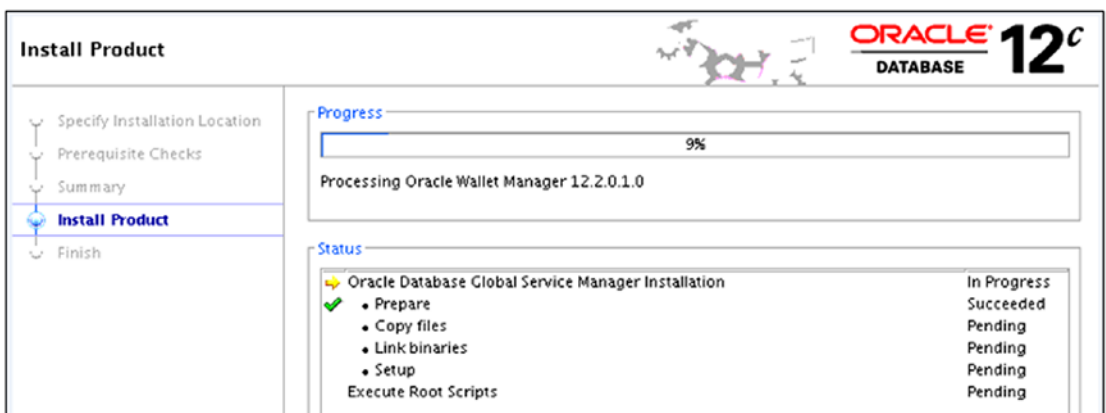 Install Product
ORACLE DATABASE 12c
Specify Installation Location
Prerequisite Checks
Summary
Install Product
Finish
Progress
9%
Processing Oracle Wallet Manager 12.2.0.1.0
Status
Oracle Database Global Service Manager Installation In Progress
• Prepare Succeeded
• Copy files Pending
• Link binaries Pending
• Setup Pending
Execute Root Scripts Pending